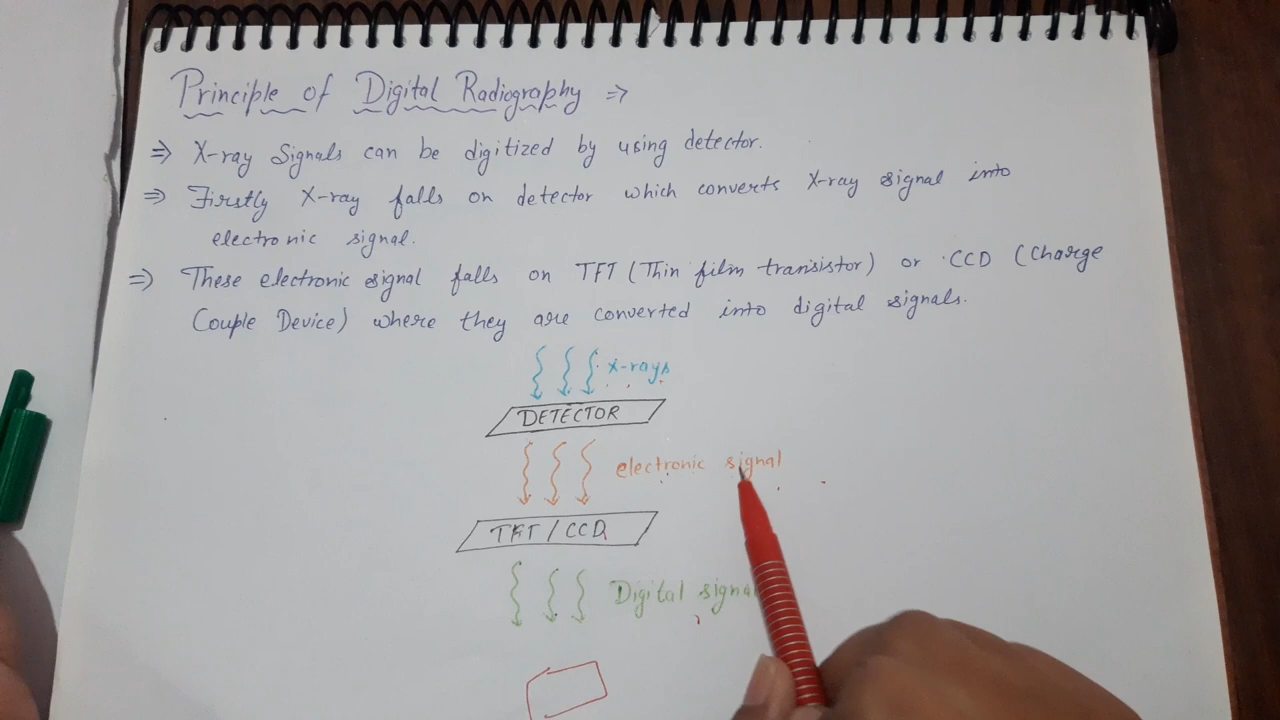 Principle of Digital Radiography ⇒
⇒ X-ray Signals can be digitized by using detector.
⇒ Firstly X-ray falls on detector which converts X-ray signal into
electronic signal.
⇒ These electronic signal falls on TFT (Thin film transistor) or CCD (Charge
Couple Device) where they are converted into digital signals.
X-rays
DETECTOR
electronic signal
TFT / CCD
Digital signa